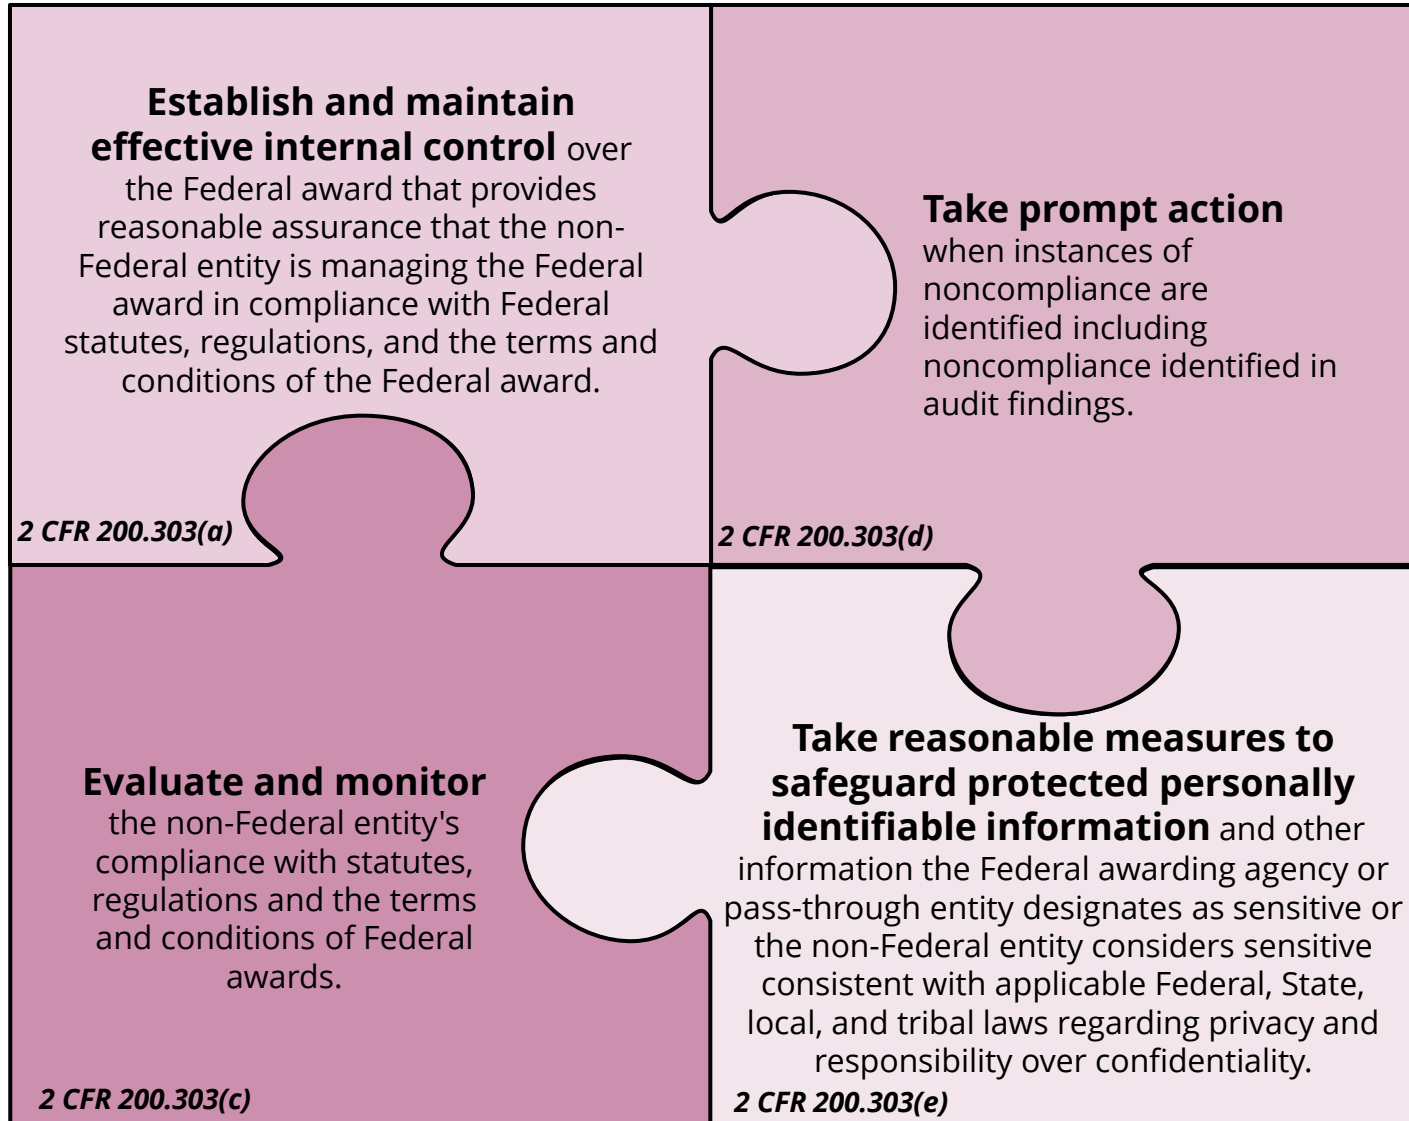 Establish and maintain
effective internal control over
the Federal award that provides
reasonable assurance that the non-
Federal entity is managing the Federal
award in compliance with Federal
statutes, regulations, and the terms and
conditions of the Federal award.
2 CFR 200.303(a)
Take prompt action
when instances of
noncompliance are
identified including
noncompliance identified in
audit findings.
2 CFR 200.303(d)
Evaluate and monitor
the non-Federal entity's
compliance with statutes,
regulations and the terms
and conditions of Federal
awards.
2 CFR 200.303(c)
Take reasonable measures to
safeguard protected personally
identifiable information and other
information the Federal awarding agency or
pass-through entity designates as sensitive or
the non-Federal entity considers sensitive
consistent with applicable Federal, State,
local, and tribal laws regarding privacy and
responsibility over confidentiality.
2 CFR 200.303(e)